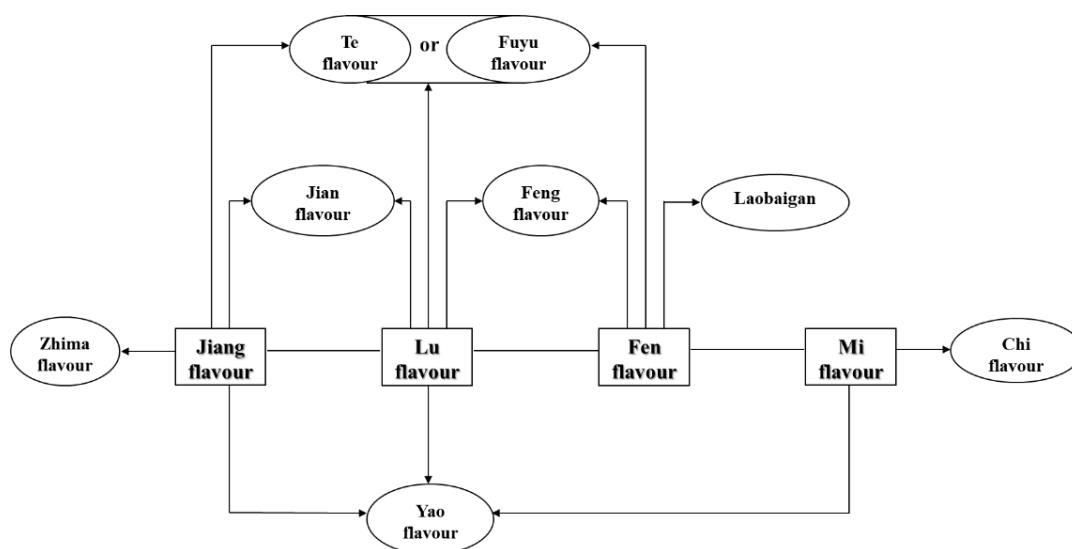 Te
flavour
or
Fuyu
flavour
Jian
flavour
Feng
flavour
Laobaigan
Zhima
flavour
Jiang
flavour
Lu
flavour
Fen
flavour
Mi
flavour
Chi
flavour
Yao
flavour